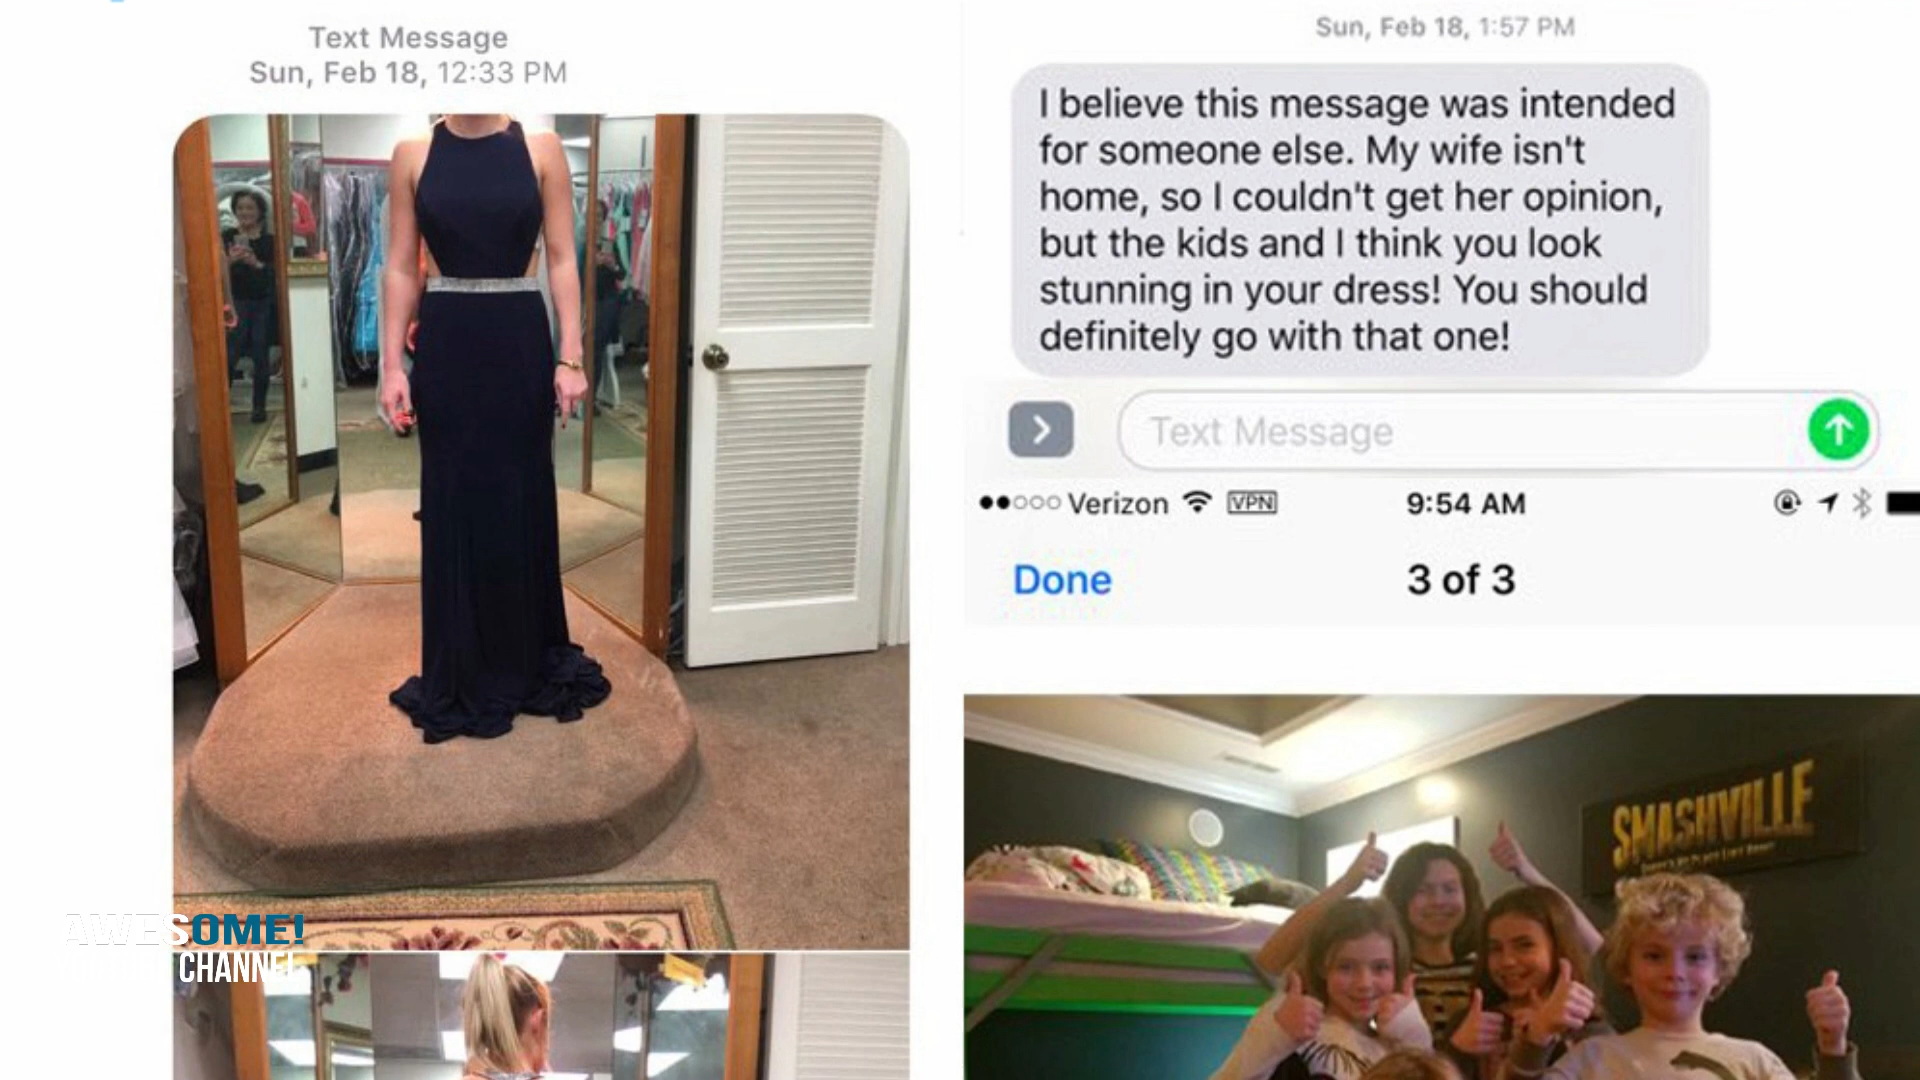 Text Message
Sun, Feb 18, 12:33 PM
AWESOME!
CHANNEL
Sun, Feb 18, 1:57 PM
I believe this message was intended
for someone else. My wife isn't
home, so I couldn't get her opinion,
but the kids and I think you look
stunning in your dress! You should
definitely go with that one!
Text Message
Verizon VPN 9:54 AM
Done 3 of 3
SMASHVILLE